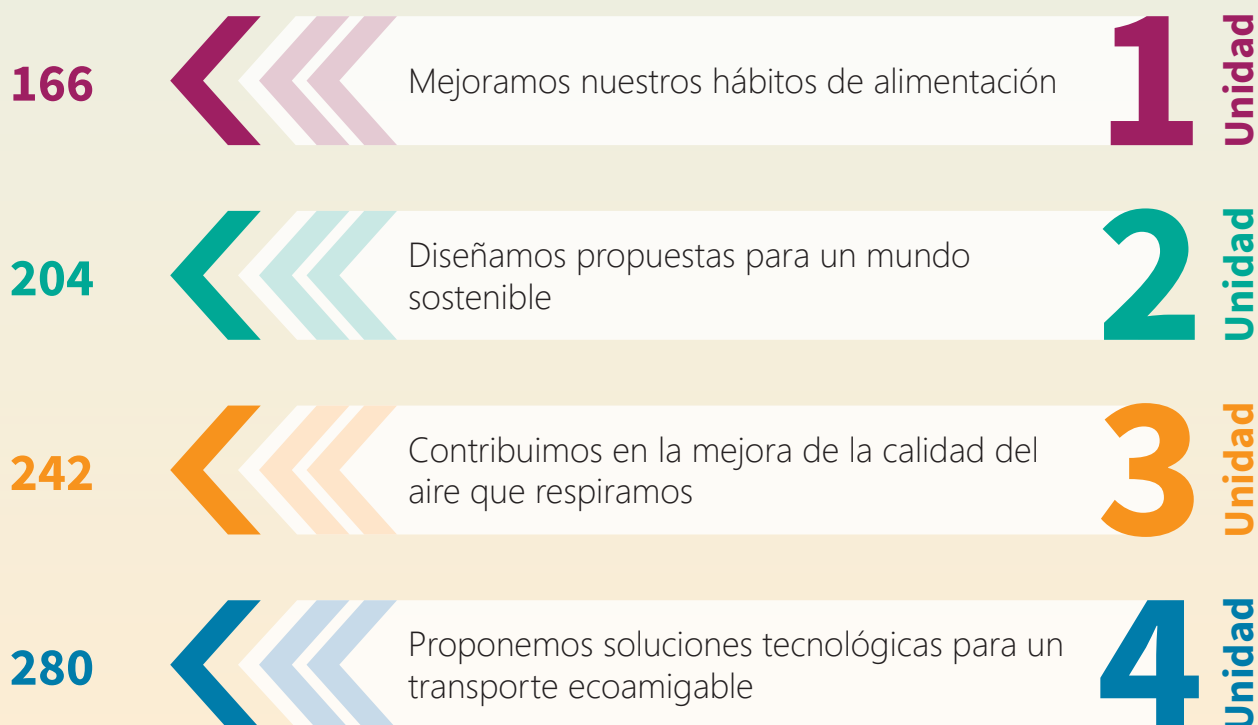 166
Mejoramos nuestros hábitos de alimentación
1
Unidad
204
Diseñamos propuestas para un mundo
sostenible
2
Unidad
242
Contribuimos en la mejora de la calidad del
aire que respiramos
3
Unidad
280
Proponemos soluciones tecnológicas para un
transporte ecoamigable
4
Unidad